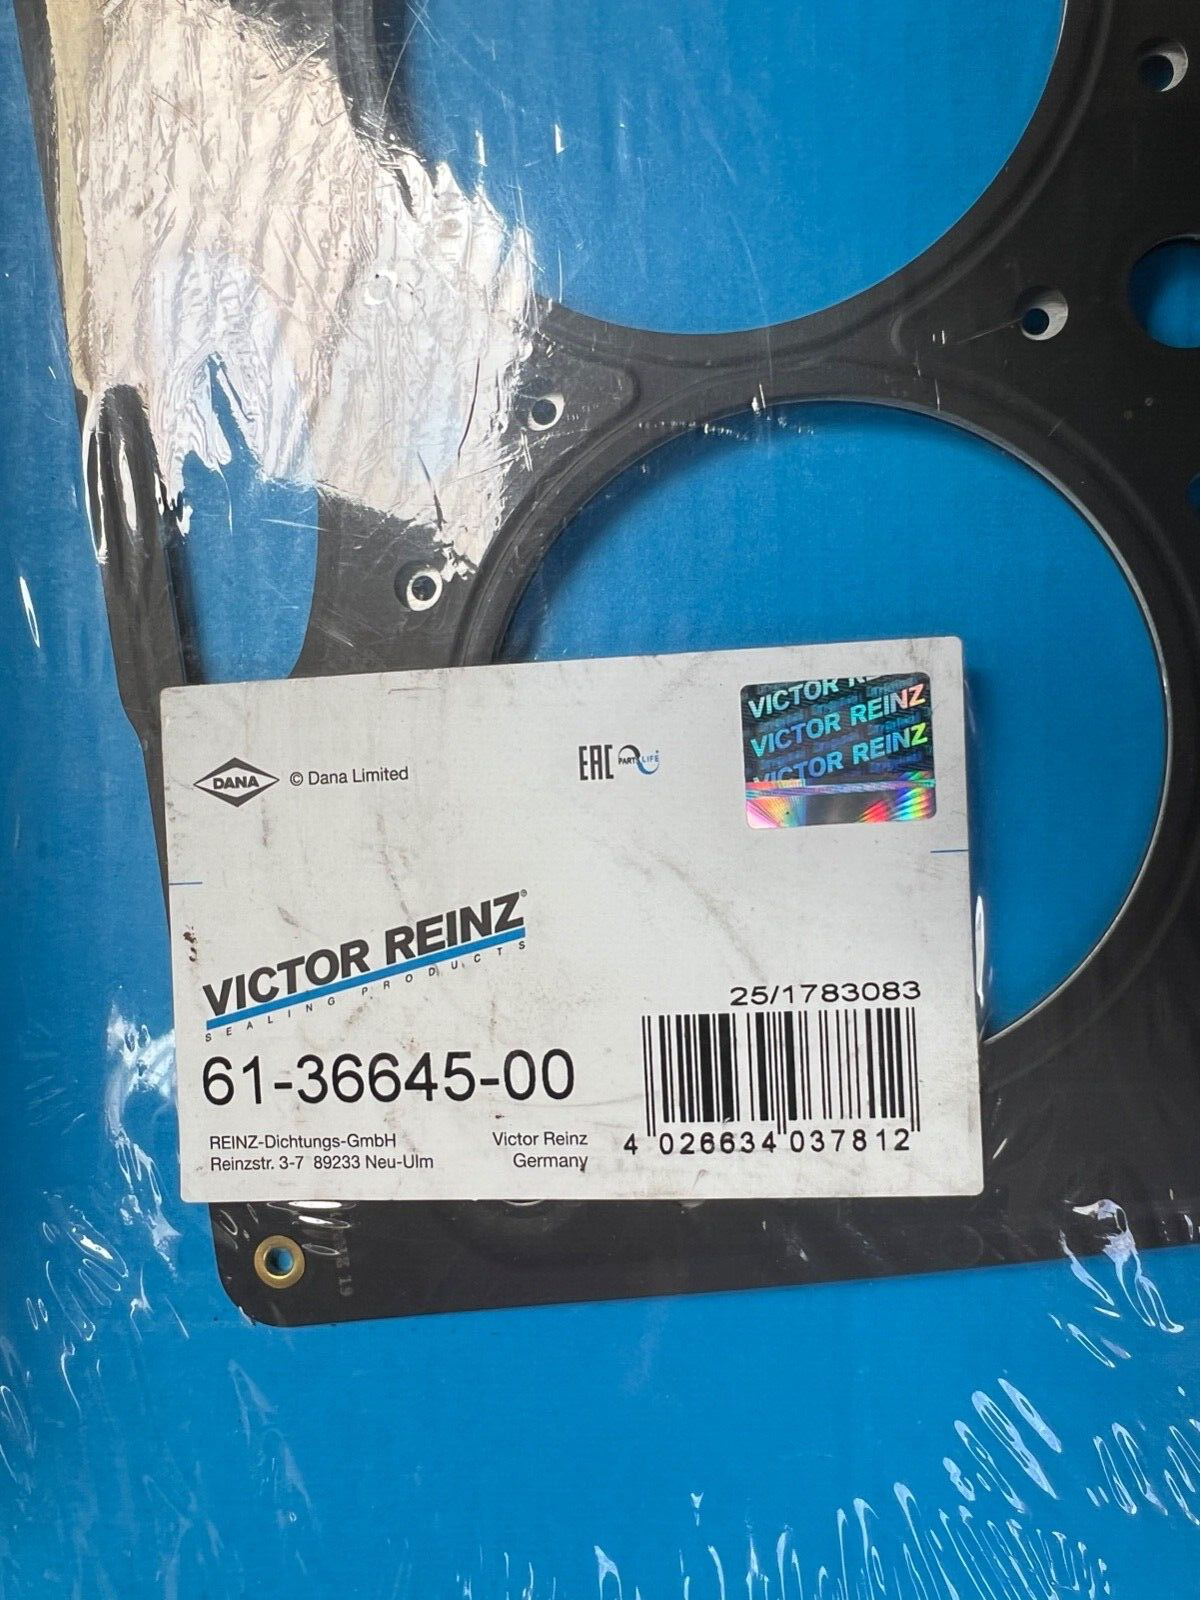 DANA © Dana Limited
EAC PART LIFE
VICTOR REINZ
VICTOR REINZ
VICTOR REINZ
VICTOR REINZ®
SEALING PRODUCTS
61-36645-00
REINZ-Dichtungs-GmbH
Reinzstr. 3-7 89233 Neu-Ulm
Victor Reinz
Germany
25/1783083
4 026634 037812